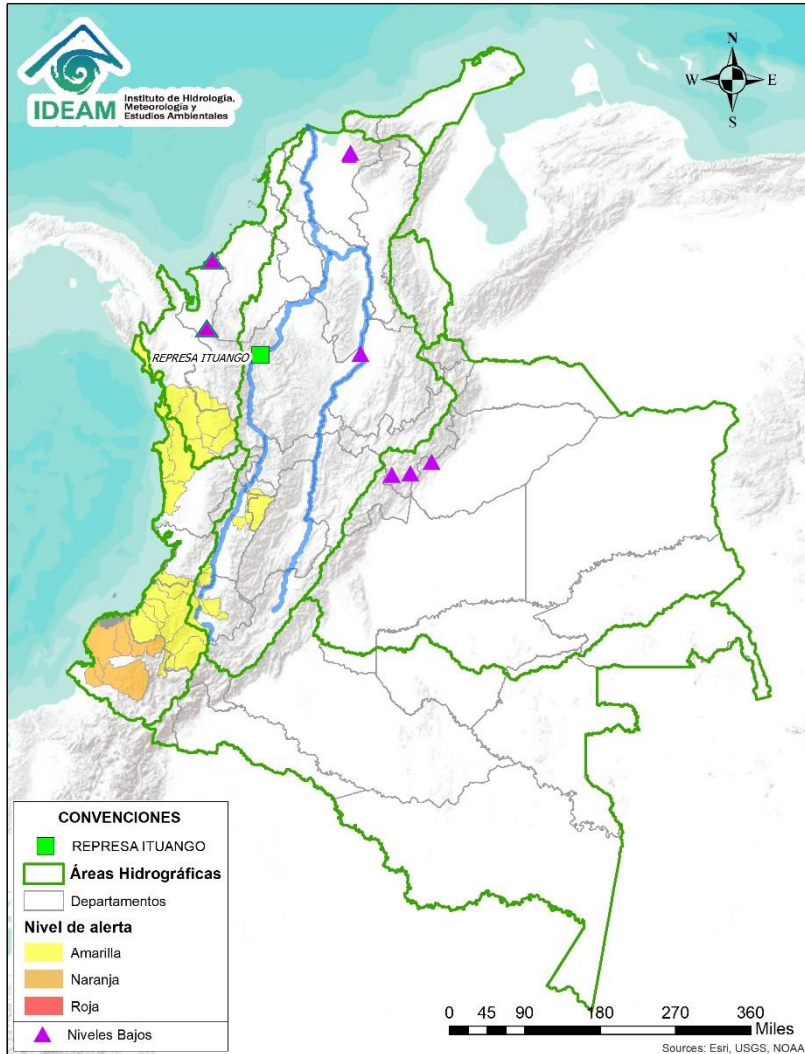 IDEAM
Instituto de Hidrología,
Meteorología y
Estudios Ambientales
N
W
E
S
REPRESA ITUANGO
CONVENCIONES
REPRESA ITUANGO
Áreas Hidrográficas
Departamentos
Nivel de alerta
Amarilla
Naranja
Roja
Niveles Bajos
0 45 90 180 270 360
Miles
Sources: Esri, USGS, NOAA